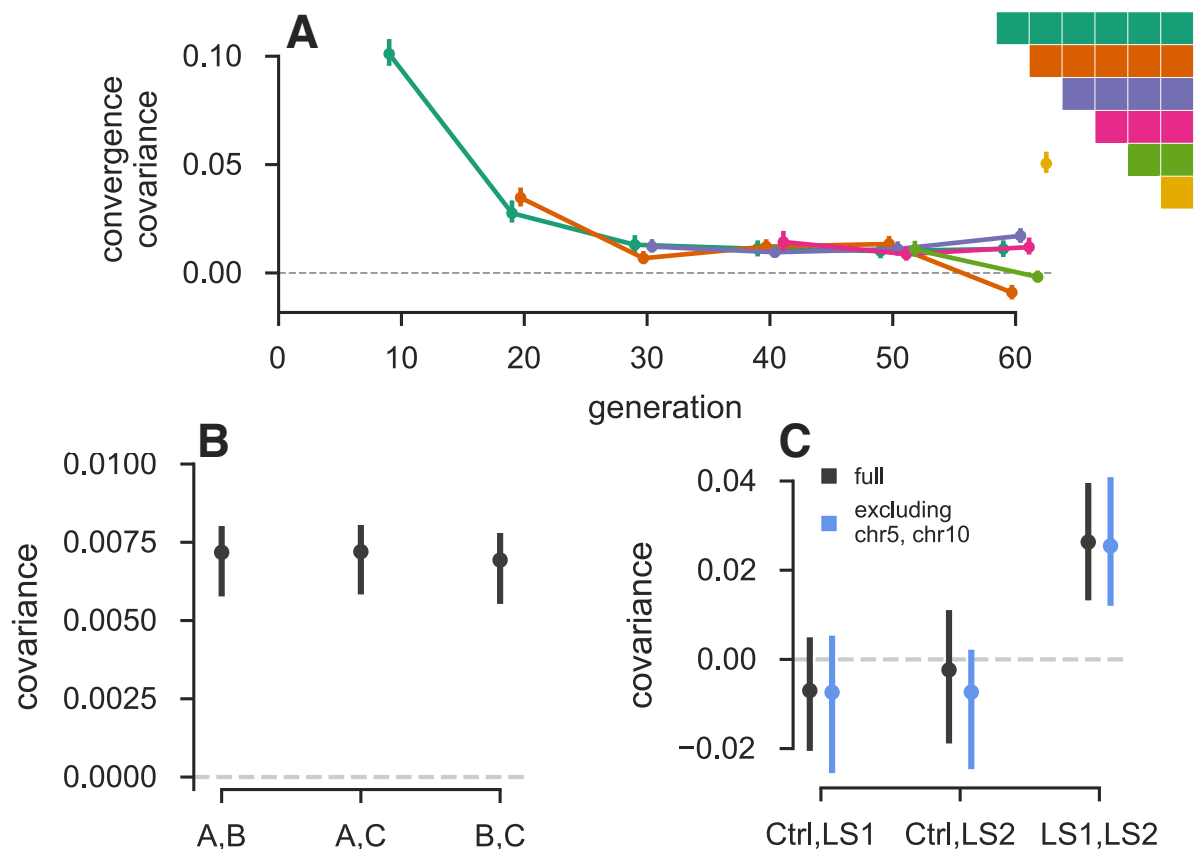 A
convergence
covariance
0.10
0.05
0.00
0 10 20 30 40 50 60
generation
B
covariance
0.0100
0.0075
0.0050
0.0025
0.0000
A,B A,C B,C
C
full
excluding
chr5, chr10
covariance
0.04
0.02
0.00
−0.02
Ctrl,LS1 Ctrl,LS2 LS1,LS2